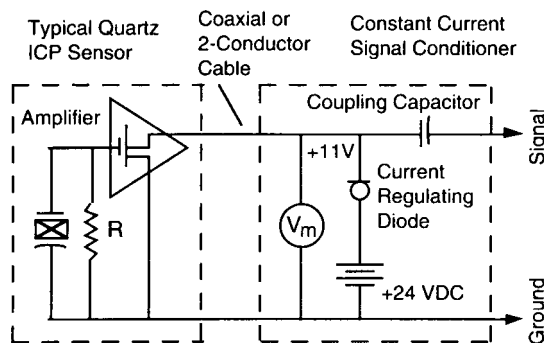 Typical Quartz
ICP Sensor
Coaxial or
2-Conductor
Cable
Constant Current
Signal Conditioner
Amplifier
R
Coupling Capacitor
+11V
Vm
Current
Regulating
Diode
+24 VDC
Signal
Ground